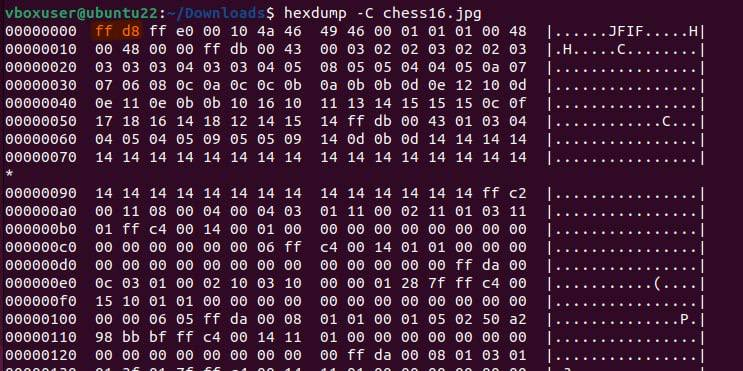 vboxuser@ubuntu22:~/Downloads$ hexdump -C chess16.jpg
00000000  ff d8 ff e0 00 10 4a 46  49 46 00 01 01 01 00 48  |......JFIF.....H|
00000010  00 48 00 00 ff db 00 43  00 03 02 02 03 02 02 03  |.H.....C........|
00000020  03 03 03 04 03 03 04 05  08 05 05 04 04 05 0a 07  |................|
00000030  07 06 08 0c 0a 0c 0c 0b  0a 0b 0b 0d 0e 12 10 0d  |................|
00000040  0e 11 0e 0b 0b 10 16 10  11 13 14 15 15 15 0c 0f  |................|
00000050  17 18 16 14 18 12 14 15  14 ff db 00 43 01 03 04  |............C...|
00000060  04 05 04 05 09 05 05 09  14 0d 0b 0d 14 14 14 14  |................|
00000070  14 14 14 14 14 14 14 14  14 14 14 14 14 14 14 14  |................|
*
00000090  14 14 14 14 14 14 14 14  14 14 14 14 14 14 ff c2  |................|
000000a0  00 11 08 00 04 00 04 03  01 11 00 02 11 01 03 11  |................|
000000b0  01 ff c4 00 14 00 01 00  00 00 00 00 00 00 00 00  |................|
000000c0  00 00 00 00 00 06 ff c4  00 14 01 01 00 00 00 00  |................|
000000d0  00 00 00 00 00 00 00 00  00 00 00 00 ff da 00     |................|
000000e0  0c 03 01 00 02 10 03 10  00 00 01 28 7f ff c4 00  |...........(....|
000000f0  15 10 01 01 00 00 00 00  00 00 00 00 00 00 00 00  |................|
00000100  00 00 06 05 ff da 00 08  01 01 00 01 05 02 50 a2  |..............P.|
00000110  98 bb bf ff c4 00 14 11  01 00 00 00 00 00 00 00  |................|
00000120  00 00 00 00 00 00 00 00  00 ff da 00 08 01 03 01  |................|